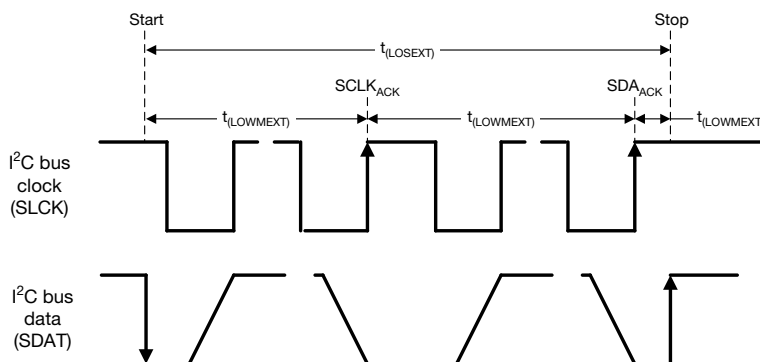 Start
Stop
t(LOSEXT)
SCLKACK
SDAACK
t(LOWMEXT)
t(LOWMEXT)
t(LOWMEXT)
I2C bus
clock
(SLCK)
I2C bus
data
(SDAT)